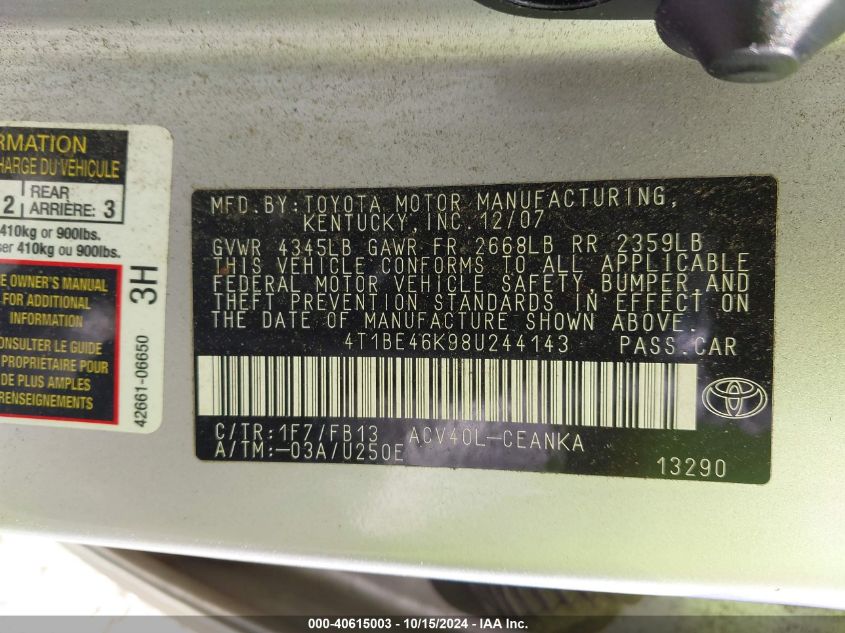 RMATION
HARGE DU VÉHICULE
2 REAR ARRIÈRE: 3
410kg or 900lbs.
ser 410kg ou 900lbs.
E OWNER'S MANUAL
FOR ADDITIONAL
INFORMATION
ONSULTER LE GUIDE
PROPRIÉTAIRE POUR
DE PLUS AMPLES
RENSEIGNEMENTS
3H
42661-06650
MFD.BY:TOYOTA MOTOR MANUFACTURING,
KENTUCKY,INC.12/07
GVWR 4345LB GAWR FR 2668LB RR 2359LB
THIS VEHICLE CONFORMS TO ALL APPLICABLE
FEDERAL MOTOR VEHICLE SAFETY,BUMPER,AND
THEFT PREVENTION STANDARDS IN EFFECT ON
THE DATE OF MANUFACTURE SHOWN ABOVE.
4T1BE46K98U244143 PASS.CAR
C/TR:1F7/FB13 ACV40L-CEANKA
A/TM:-03A/U250E
13290
000-40615003 - 10/15/2024 - IAA Inc.